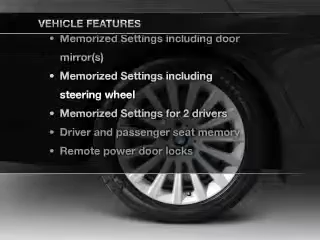 VEHICLE FEATURES
• Memorized Settings including door
mirror(s)
• Memorized Settings including
steering wheel
• Memorized Settings for 2 drivers
• Driver and passenger seat memory
• Remote power door locks